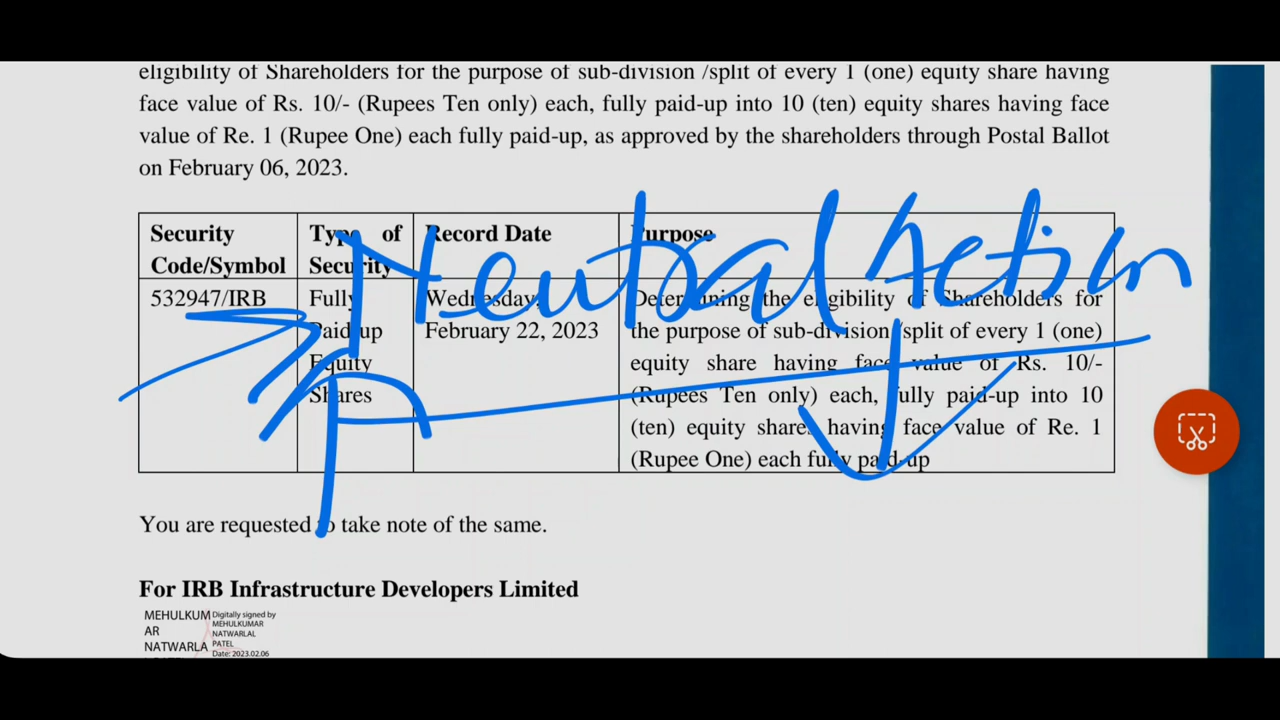 eligibility of Shareholders for the purpose of sub-division /split of every 1 (one) equity share having
face value of Rs. 10/- (Rupees Ten only) each, fully paid-up into 10 (ten) equity shares having face
value of Re. 1 (Rupee One) each fully paid-up, as approved by the shareholders through Postal Ballot
on February 06, 2023.
Neutral Action
Security
Code/Symbol
Type of
Security
Record Date
Purpose
532947/IRB
Fully
Paid up
Equity
Shares
Wednesday,
February 22, 2023
Determining the eligibility of Shareholders for
the purpose of sub-division /split of every 1 (one)
equity share having face value of Rs. 10/-
(Rupees Ten only) each, fully paid-up into 10
(ten) equity shares having face value of Re. 1
(Rupee One) each fully paid-up
You are requested to take note of the same.
For IRB Infrastructure Developers Limited
MEHULKUM
AR
NATWARLA
Digitally signed by
MEHULKUMAR
NATWARLAL
PATEL
Date: 2023.02.06